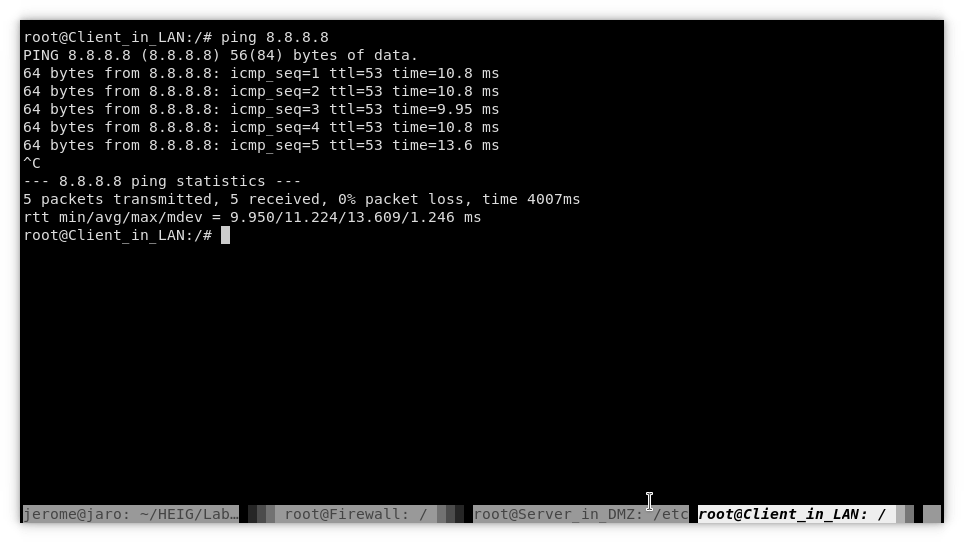 root@Client_in_LAN:/# ping 8.8.8.8
PING 8.8.8.8 (8.8.8.8) 56(84) bytes of data.
64 bytes from 8.8.8.8: icmp_seq=1 ttl=53 time=10.8 ms
64 bytes from 8.8.8.8: icmp_seq=2 ttl=53 time=10.8 ms
64 bytes from 8.8.8.8: icmp_seq=3 ttl=53 time=9.95 ms
64 bytes from 8.8.8.8: icmp_seq=4 ttl=53 time=10.8 ms
64 bytes from 8.8.8.8: icmp_seq=5 ttl=53 time=13.6 ms
^C
--- 8.8.8.8 ping statistics ---
5 packets transmitted, 5 received, 0% packet loss, time 4007ms
rtt min/avg/max/mdev = 9.950/11.224/13.609/1.246 ms
root@Client_in_LAN:/#
jerome@jaro: ~/HEIG/Lab… root@Firewall: / root@Server_in_DMZ: /etc root@Client_in_LAN: /